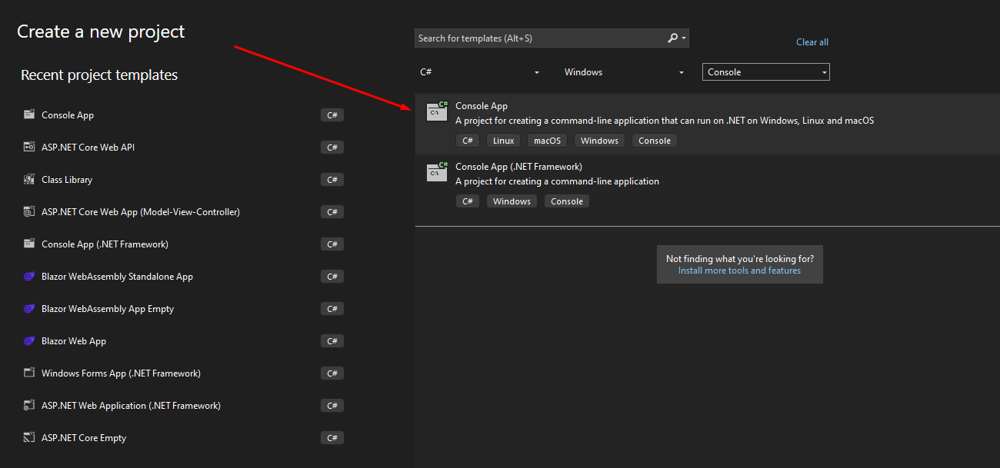 Create a new project
Recent project templates
Console App C#
ASP.NET Core Web API C#
Class Library C#
ASP.NET Core Web App (Model-View-Controller) C#
Console App (.NET Framework) C#
Blazor WebAssembly Standalone App C#
Blazor WebAssembly App Empty C#
Blazor Web App C#
Windows Forms App (.NET Framework) C#
ASP.NET Web Application (.NET Framework) C#
ASP.NET Core Empty C#
Search for templates (Alt+S)
Clear all
C# Windows Console
C#
C:\
Console App
A project for creating a command-line application that can run on .NET on Windows, Linux and macOS
C# Linux macOS Windows Console
C#
C:\
Console App (.NET Framework)
A project for creating a command-line application
C# Windows Console
Not finding what you're looking for?
Install more tools and features